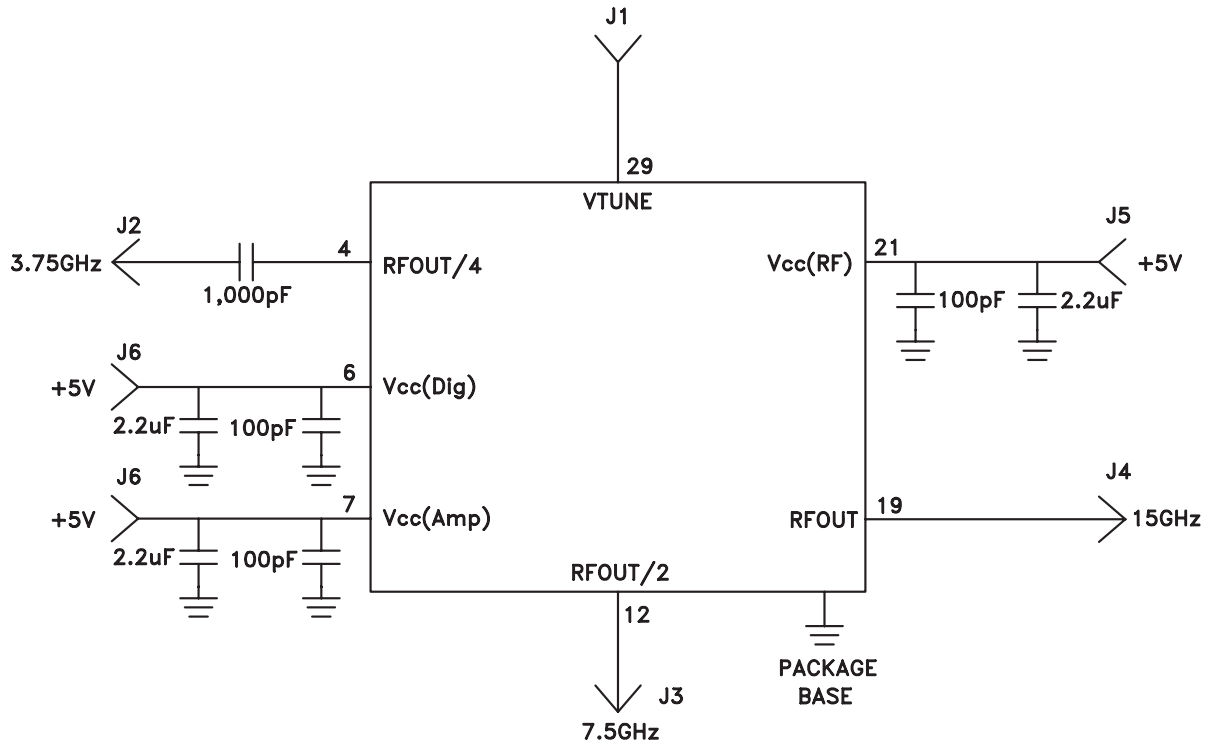 J1
29
VTUNE
J2
3.75GHz
1,000pF
4
RFOUT/4
J6
+5V
2.2uF
100pF
6
Vcc(Dig)
J6
+5V
2.2uF
100pF
7
Vcc(Amp)
RFOUT/2
12
J3
7.5GHz
Vcc(RF)
21
J5
+5V
100pF
2.2uF
RFOUT
19
J4
15GHz
PACKAGE
BASE